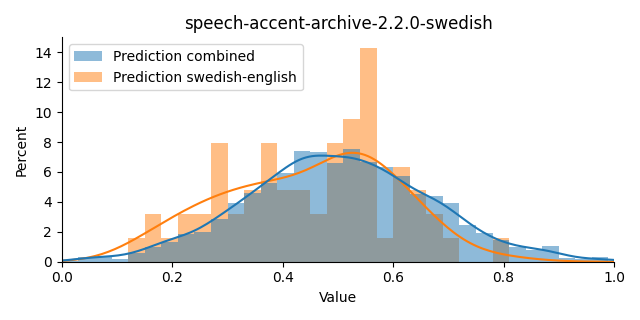 speech-accent-archive-2.2.0-swedish
Prediction combined
Prediction swedish-english
Percent
14
12
10
8
6
4
2
0
0.0 0.2 0.4 0.6 0.8 1.0
Value